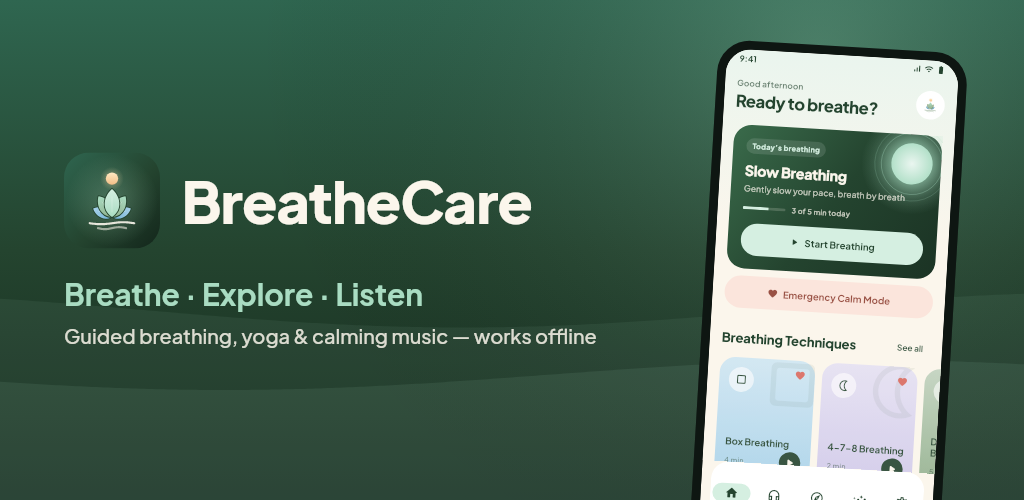 BreatheCare
Breathe · Explore · Listen
Guided breathing, yoga & calming music — works offline
9:41
Good afternoon
Ready to breathe?
Today's breathing
Slow Breathing
Gently slow your pace, breath by breath
3 of 5 min today
Start Breathing
Emergency Calm Mode
Breathing Techniques
See all
Box Breathing
4 min
4-7-8 Breathing
2 min